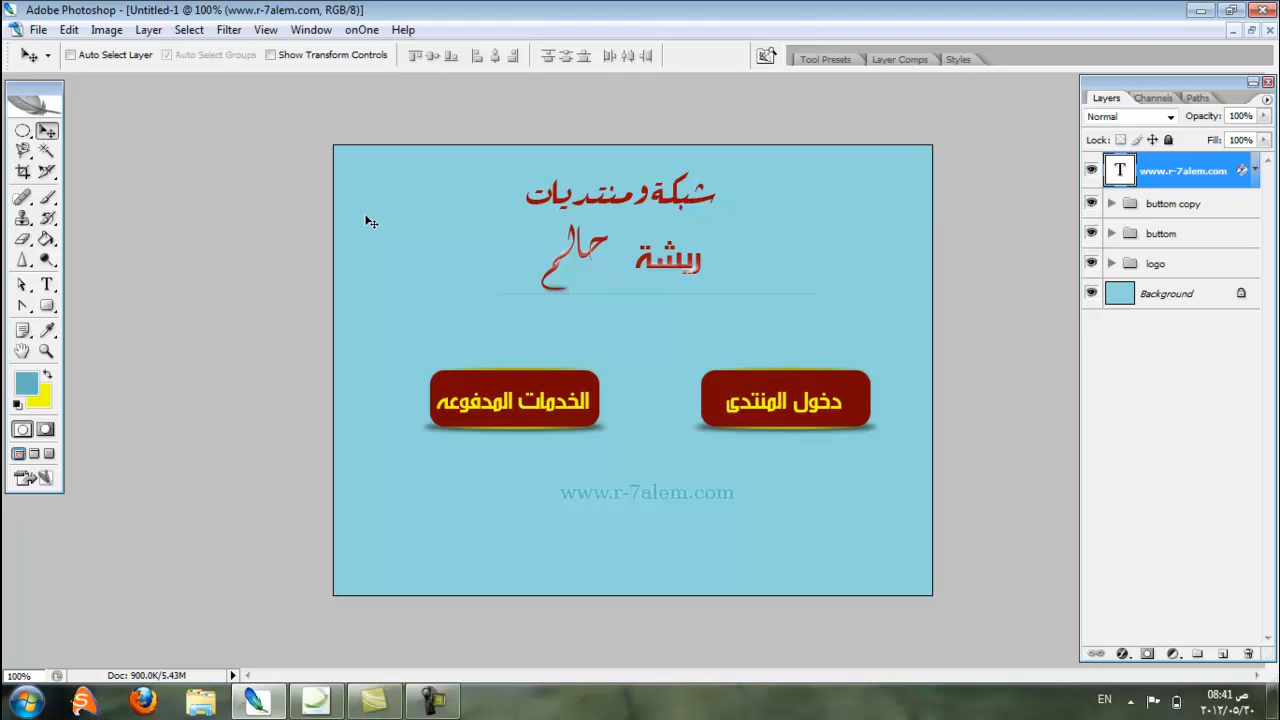 Adobe Photoshop - [Untitled-1 @ 100% (www.r-7alem.com, RGB/8)]
File Edit Image Layer Select Filter View Window onOne Help
Auto Select Layer Auto Select Groups Show Transform Controls
Tool Presets Layer Comps Styles
Layers Channels Paths
Normal Opacity: 100%
Lock: Fill: 100%
T www.r-7alem.com
buttom copy
buttom
logo
Background
شبكة ومنتديات
ريشة حالم
دخول المنتدى
الخدمات المدفوعه
www.r-7alem.com
100% Doc: 900.0K/5.43M
EN
08:41 ص
٢٠١٢/٠٥/٣٠